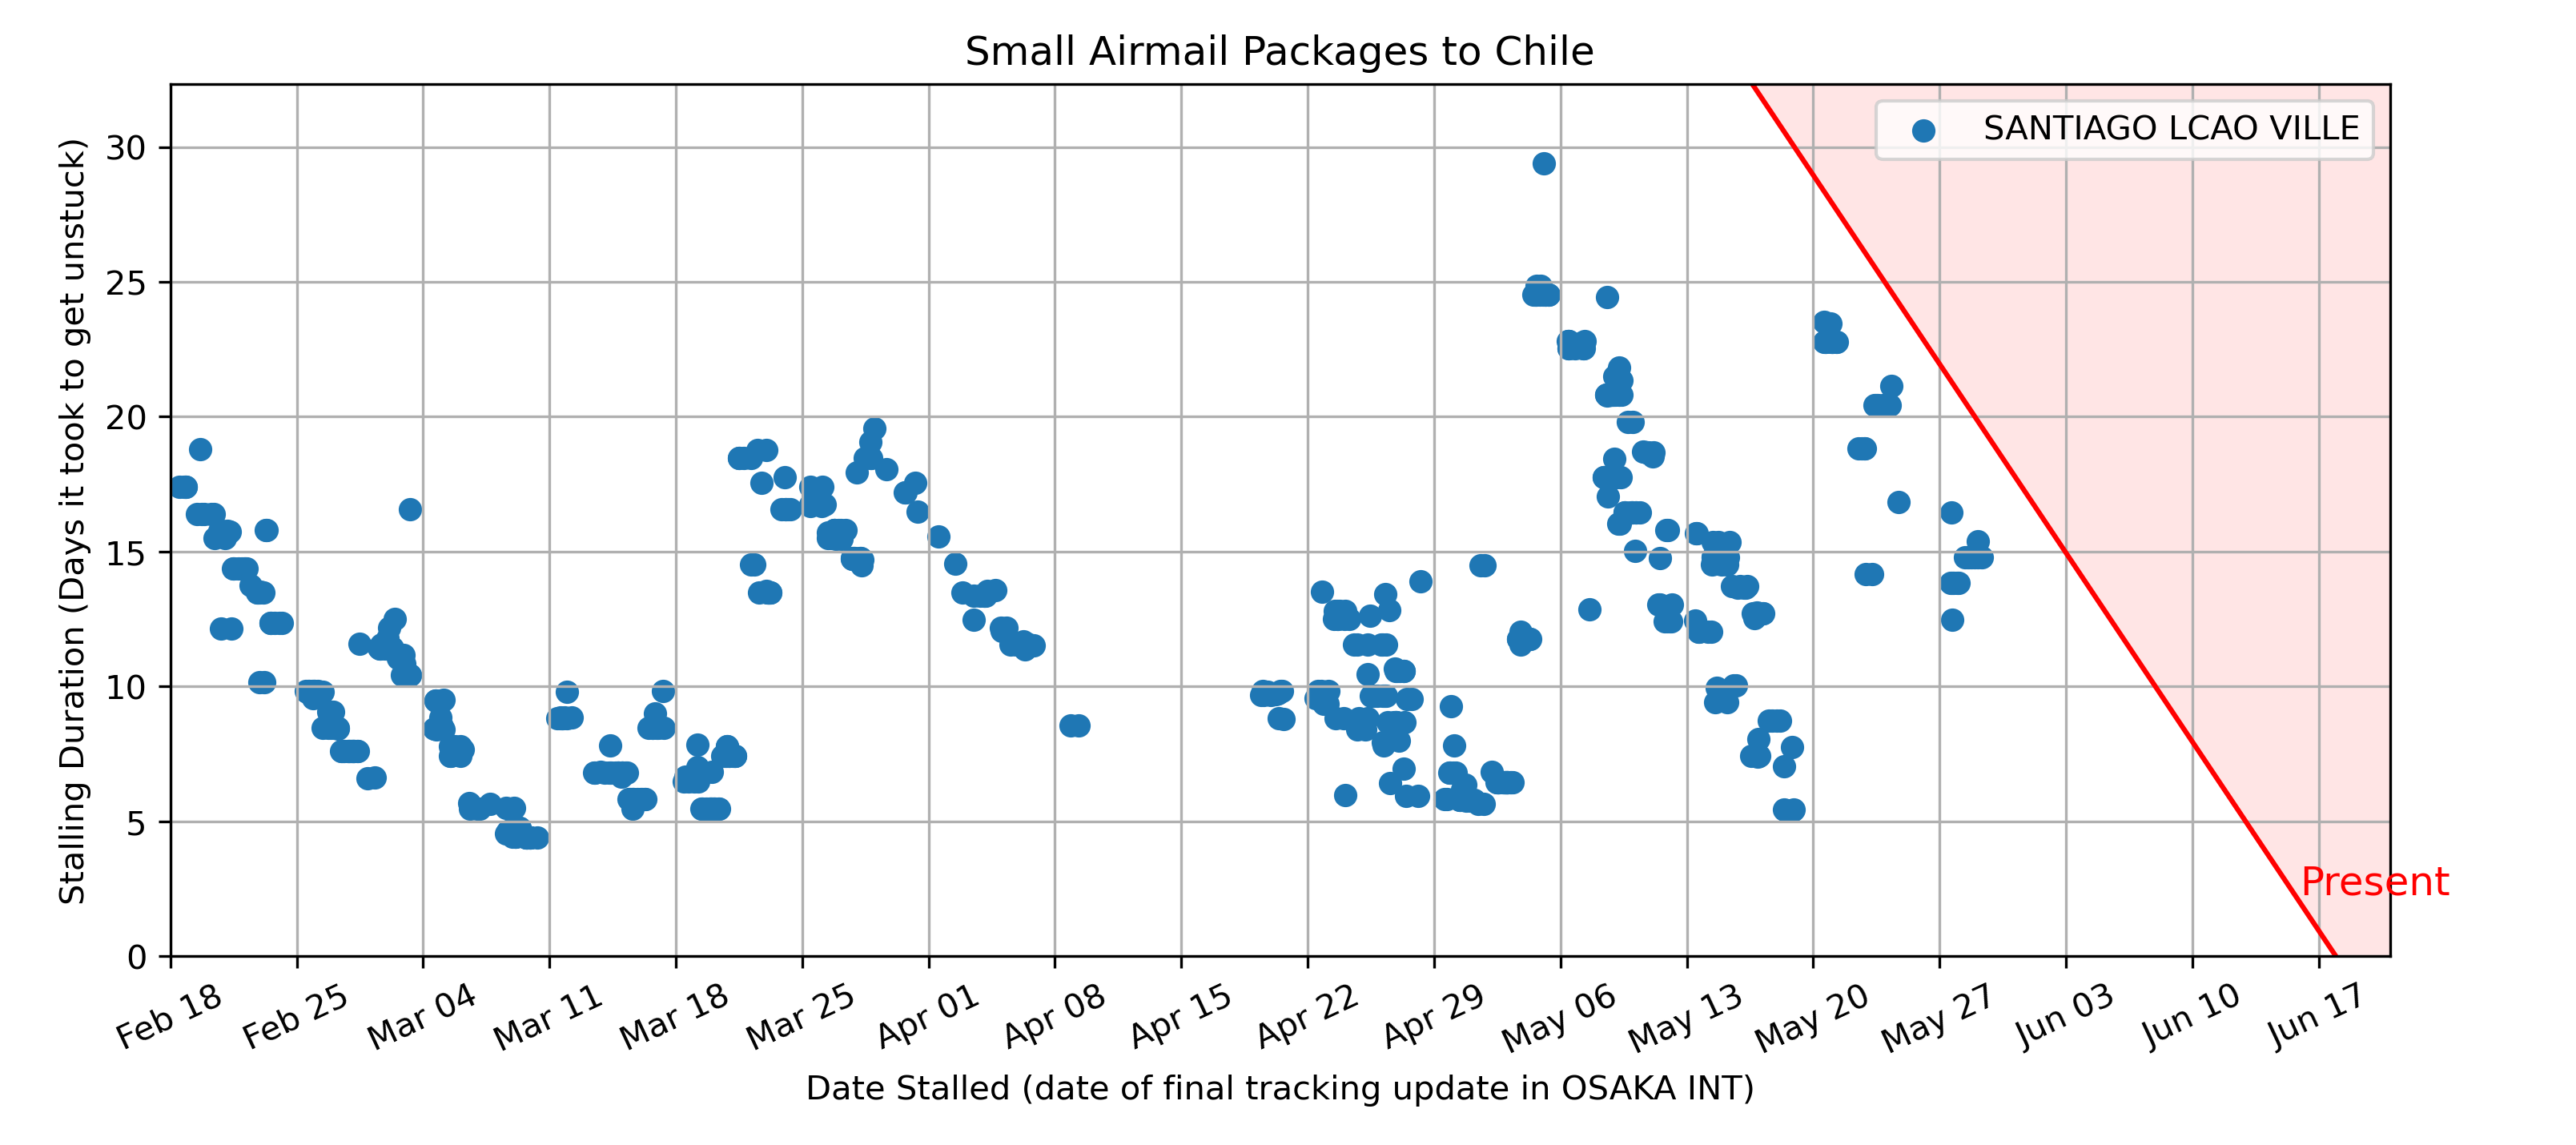 Small Airmail Packages to Chile
SANTIAGO LCAO VILLE
Stalling Duration (Days it took to get unstuck)
30
25
20
15
10
5
0
Present
Feb 18
Feb 25
Mar 04
Mar 11
Mar 18
Mar 25
Apr 01
Apr 08
Apr 15
Apr 22
Apr 29
May 06
May 13
May 20
May 27
Jun 03
Jun 10
Jun 17
Date Stalled (date of final tracking update in OSAKA INT)